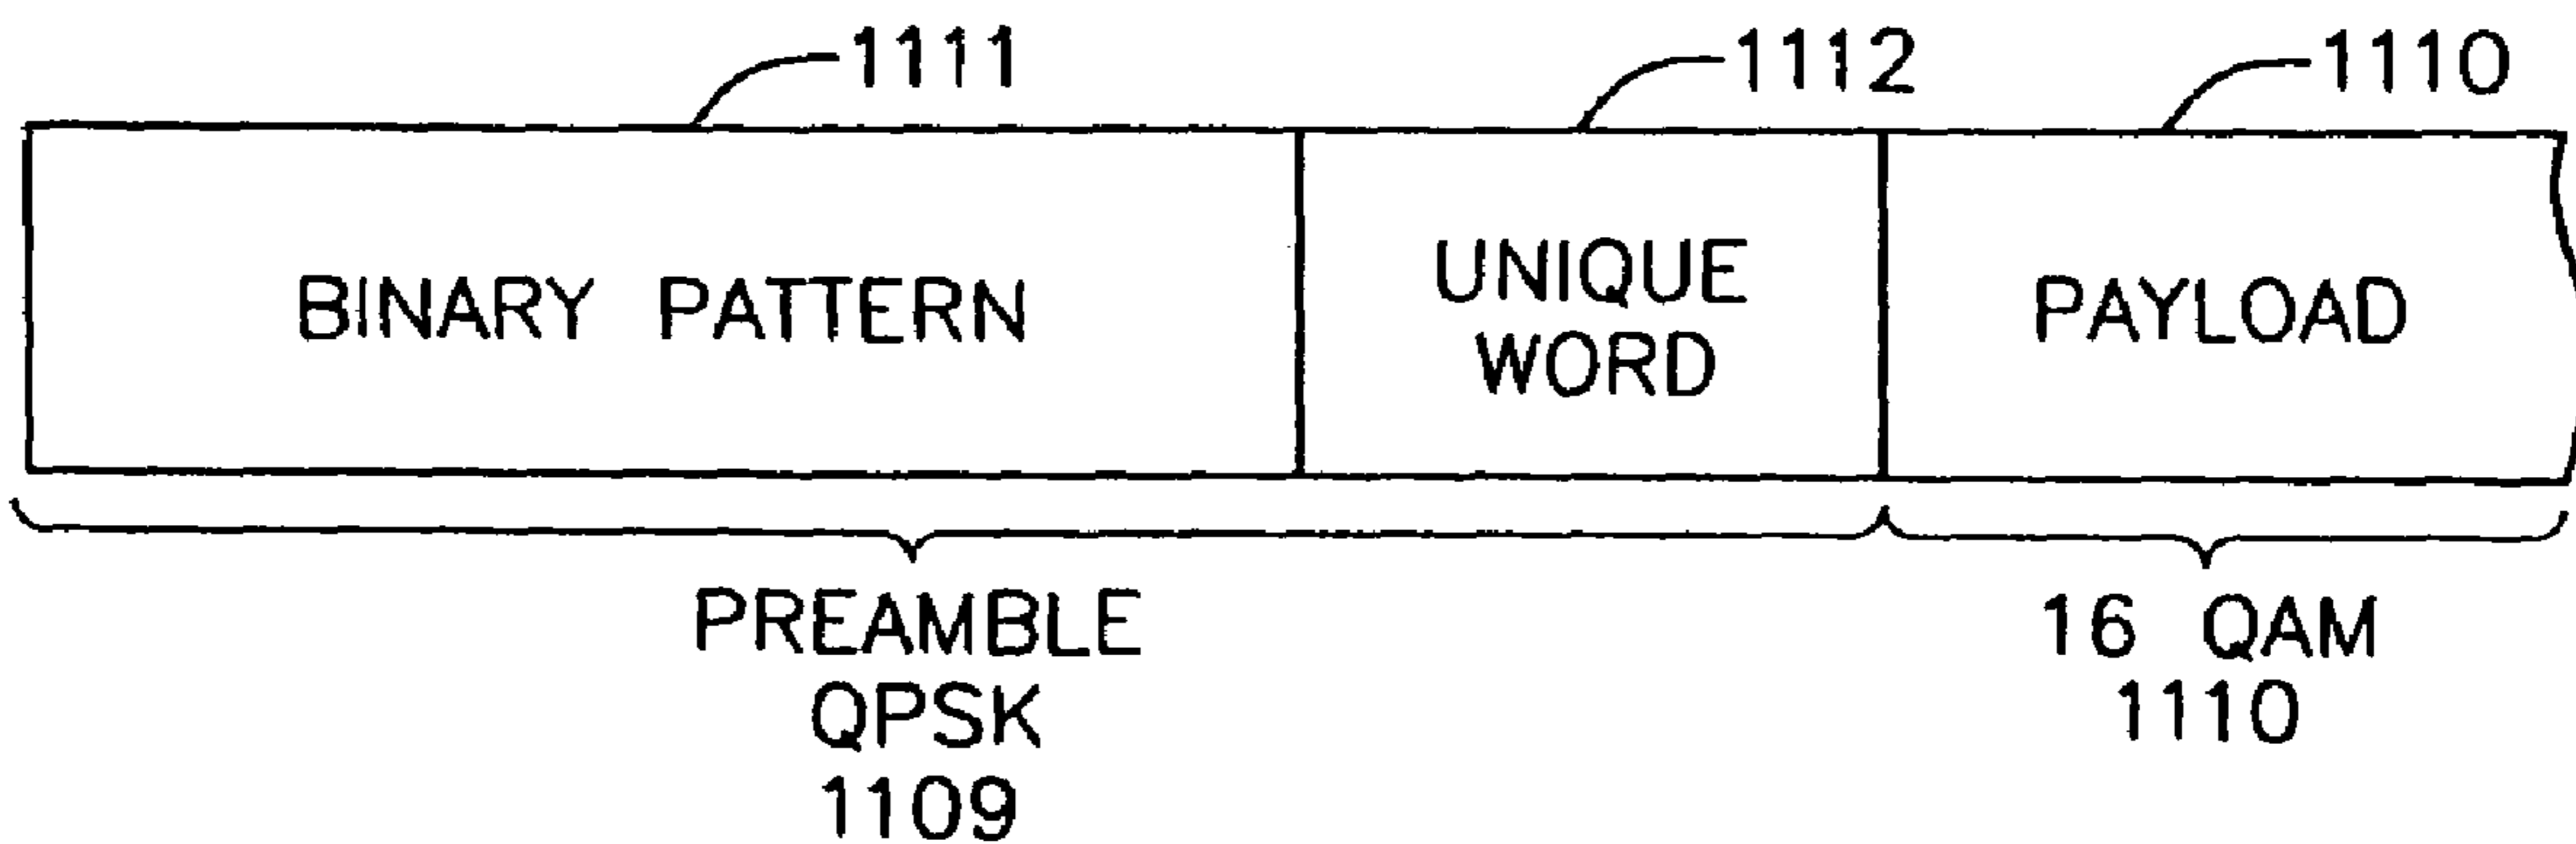 1111
1112
1110
BINARY PATTERN
UNIQUE
WORD
PAYLOAD
PREAMBLE
QPSK
1109
16 QAM
1110